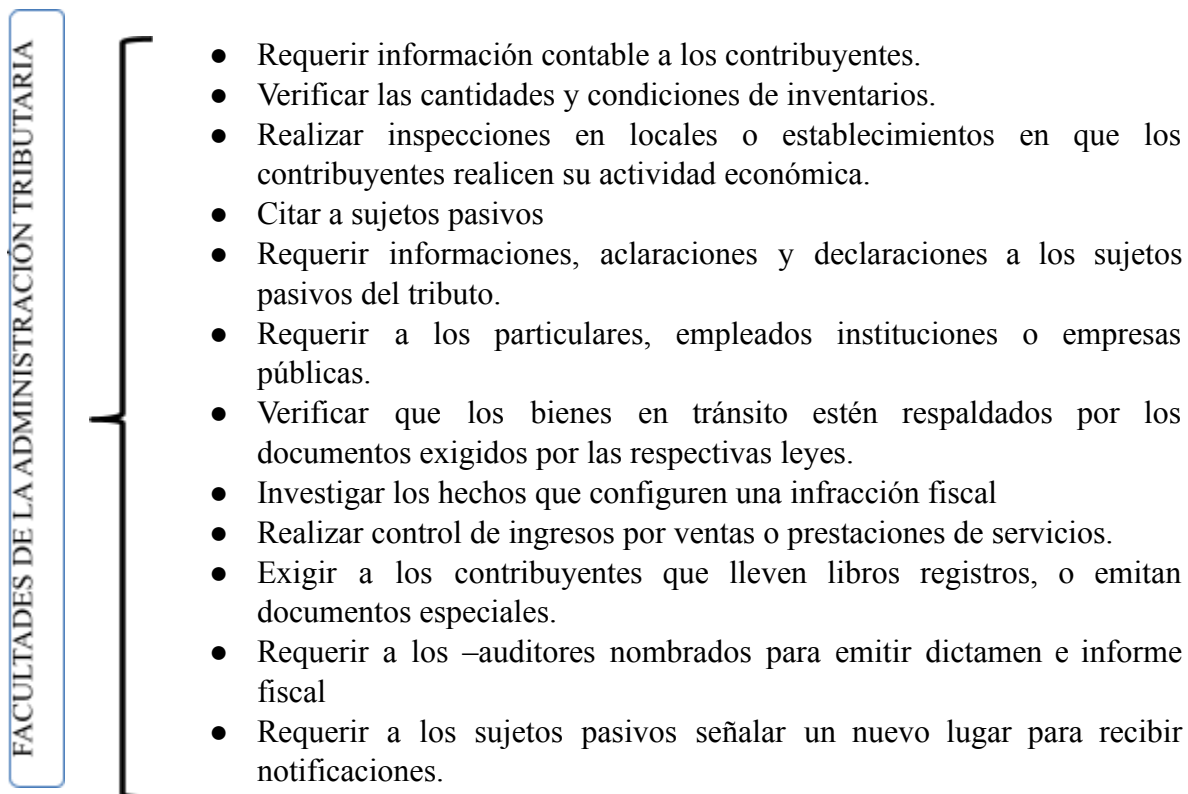 FACULTADES DE LA ADMINISTRACIÓN TRIBUTARIA
● Requerir información contable a los contribuyentes.
● Verificar las cantidades y condiciones de inventarios.
● Realizar inspecciones en locales o establecimientos en que los
contribuyentes realicen su actividad económica.
● Citar a sujetos pasivos
● Requerir informaciones, aclaraciones y declaraciones a los sujetos
pasivos del tributo.
● Requerir a los particulares, empleados instituciones o empresas
públicas.
● Verificar que los bienes en tránsito estén respaldados por los
documentos exigidos por las respectivas leyes.
● Investigar los hechos que configuren una infracción fiscal
● Realizar control de ingresos por ventas o prestaciones de servicios.
● Exigir a los contribuyentes que lleven libros registros, o emitan
documentos especiales.
● Requerir a los –auditores nombrados para emitir dictamen e informe
fiscal
● Requerir a los sujetos pasivos señalar un nuevo lugar para recibir
notificaciones.